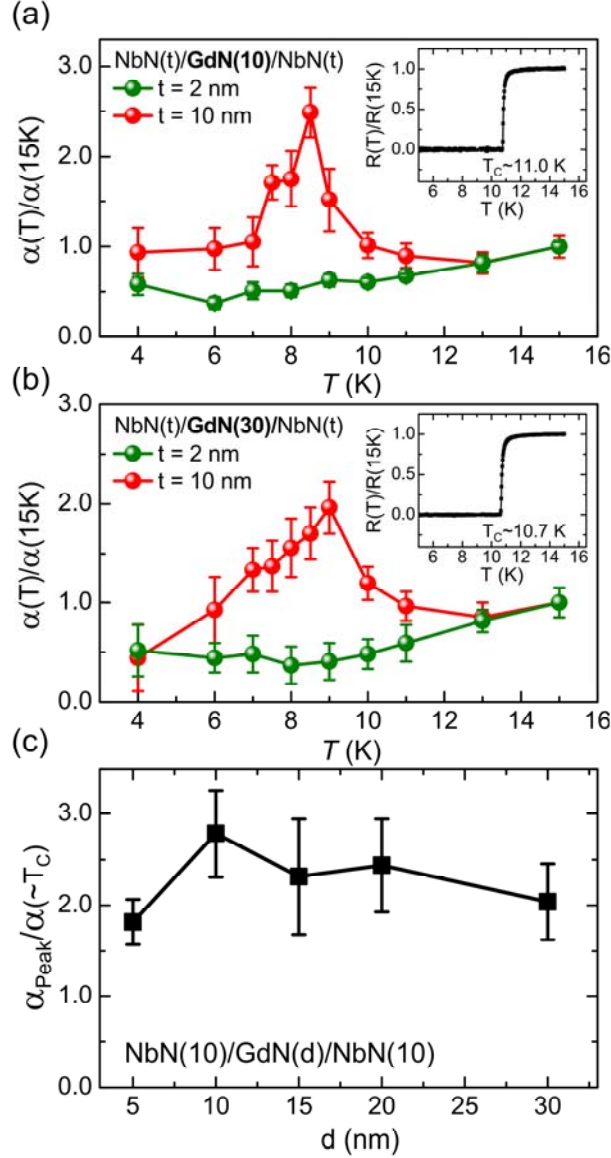 (a)
NbN(t)/GdN(10)/NbN(t)
t = 2 nm
t = 10 nm
α(T)/α(15K)
3.0
2.0
1.0
0.0
4 6 8 10 12 14 16
T (K)
R(T)/R(15K)
1.0
0.5
0.0
T_C~11.0 K
6 8 10 12 14 16
T (K)
(b)
NbN(t)/GdN(30)/NbN(t)
t = 2 nm
t = 10 nm
α(T)/α(15K)
3.0
2.0
1.0
0.0
4 6 8 10 12 14 16
T (K)
R(T)/R(15K)
1.0
0.5
0.0
T_C~10.7 K
6 8 10 12 14 16
T (K)
(c)
α_Peak/α(~T_C)
3.0
2.0
1.0
0.0
NbN(10)/GdN(d)/NbN(10)
5 10 15 20 25 30
d (nm)